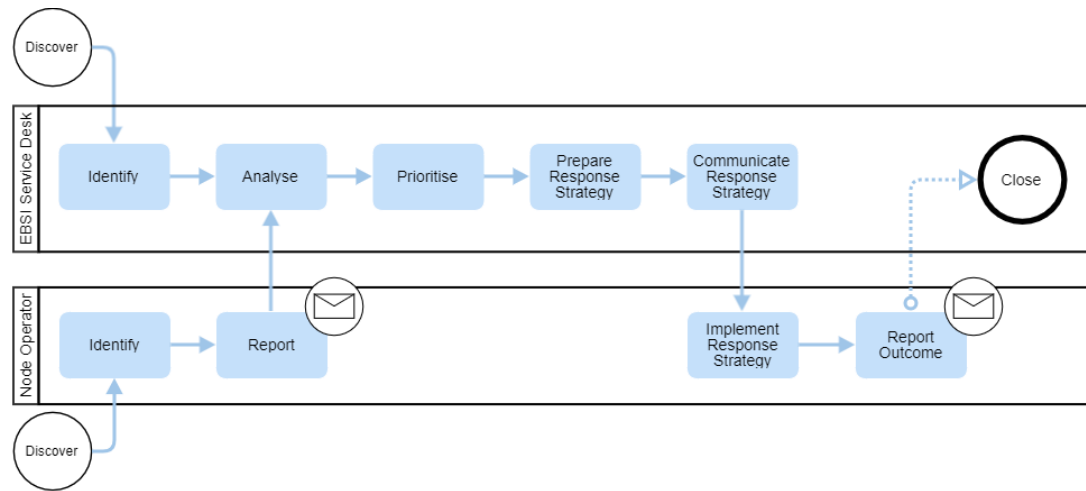 Discover
EBSI Service Desk
Identify
Analyse
Prioritise
Prepare
Response
Strategy
Communicate
Response
Strategy
Close
Node Operator
Identify
Report
Implement
Response
Strategy
Report
Outcome
Discover